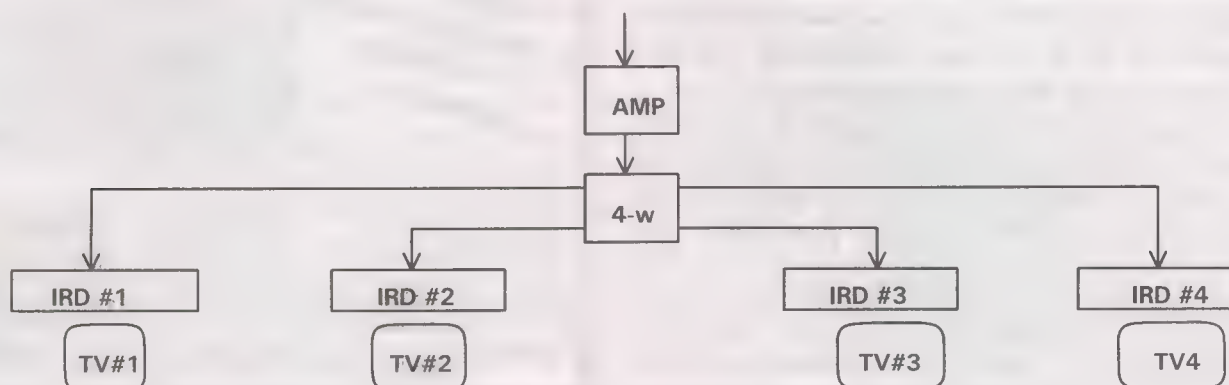 AMP
4-w
IRD #1
IRD #2
IRD #3
IRD #4
TV#1
TV#2
TV#3
TV4